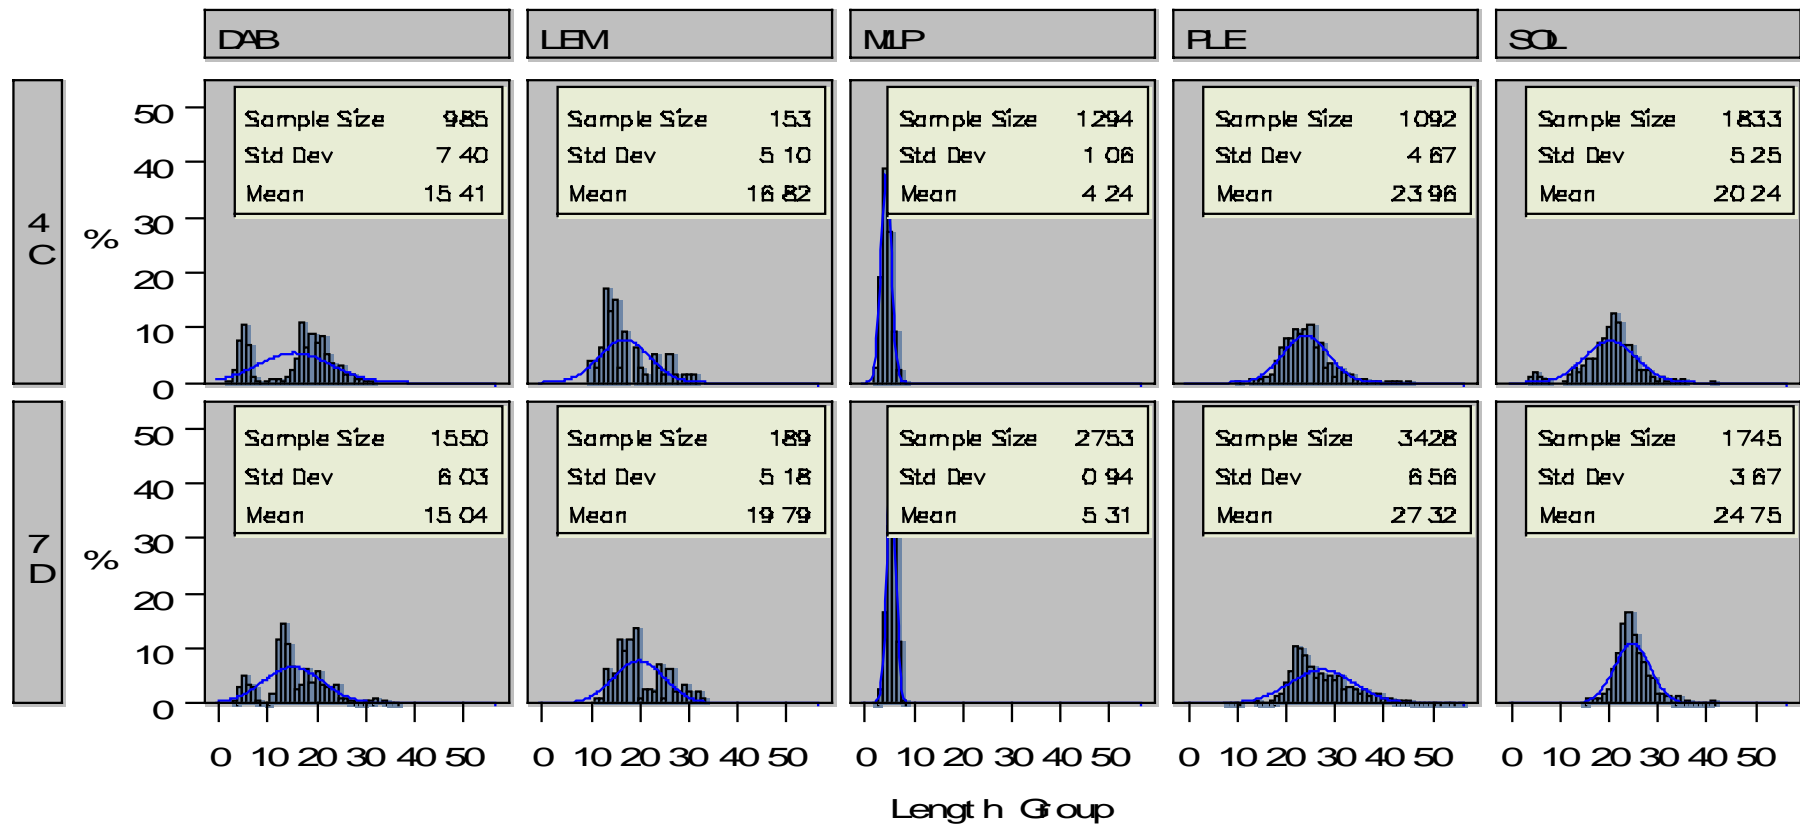 DAB LEM MLP PLE SOL
4C
%
50
40
30
20
10
0
Sample Size 985
Std Dev 7 40
Mean 15 41
Sample Size 153
Std Dev 5 10
Mean 16 82
Sample Size 1294
Std Dev 1 06
Mean 4 24
Sample Size 1092
Std Dev 4 67
Mean 23 96
Sample Size 1833
Std Dev 5 25
Mean 20 24
7D
%
50
40
30
20
10
0
Sample Size 1550
Std Dev 6 03
Mean 15 04
Sample Size 189
Std Dev 5 18
Mean 19 79
Sample Size 2753
Std Dev 0 94
Mean 5 31
Sample Size 3428
Std Dev 6 56
Mean 27 32
Sample Size 1745
Std Dev 3 67
Mean 24 75
0 10 20 30 40 50 0 10 20 30 40 50 0 10 20 30 40 50 0 10 20 30 40 50 0 10 20 30 40 50
Length Group